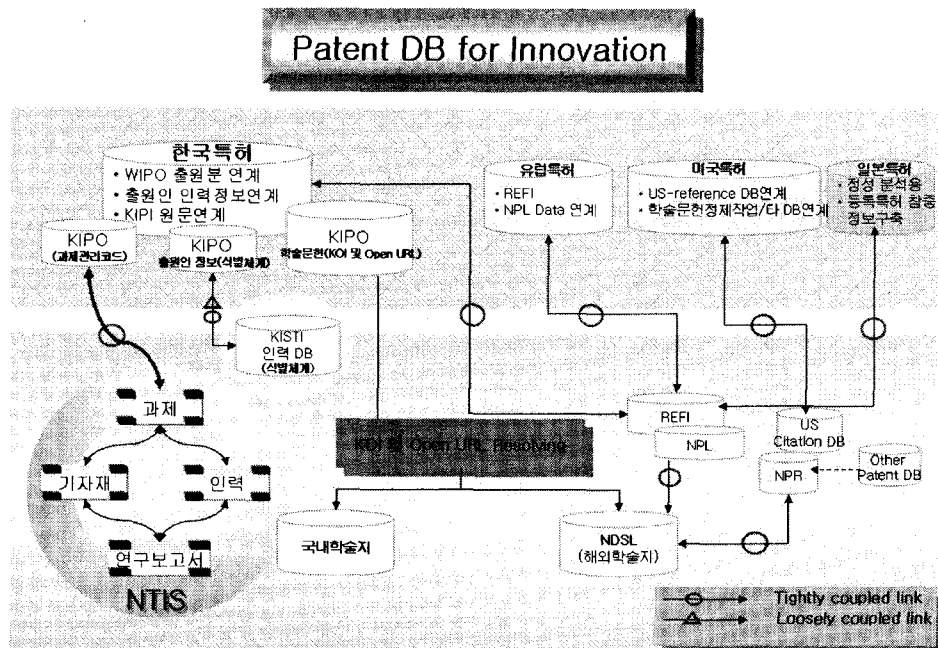 Patent DB for Innovation
한국특허
• WIPO 출원분 연계
• 출원인 인력정보연계
• KIPI 원문연계
KIPO
(과제관리코드)
KIPO
출원인 정보(식별체계)
KIPO
학술문헌(KOI 및 Open URL)
유럽특허
• REFI
• NPL Data 연계
미국특허
• US-reference DB연계
• 학술문헌정제작업/타 DB연계
일본특허
• 정성 분석용
• 등록특허 참증
정보구축
KISTI
인력 DB
(식별체계)
과제
기자재
인력
연구보고서
NTIS
KOI 및 Open URL Resolving
국내학술지
NDSL
(해외학술지)
REFI
NPL
US
Citation DB
NPR
Other
Patent DB
Tightly coupled link
Loosely coupled link